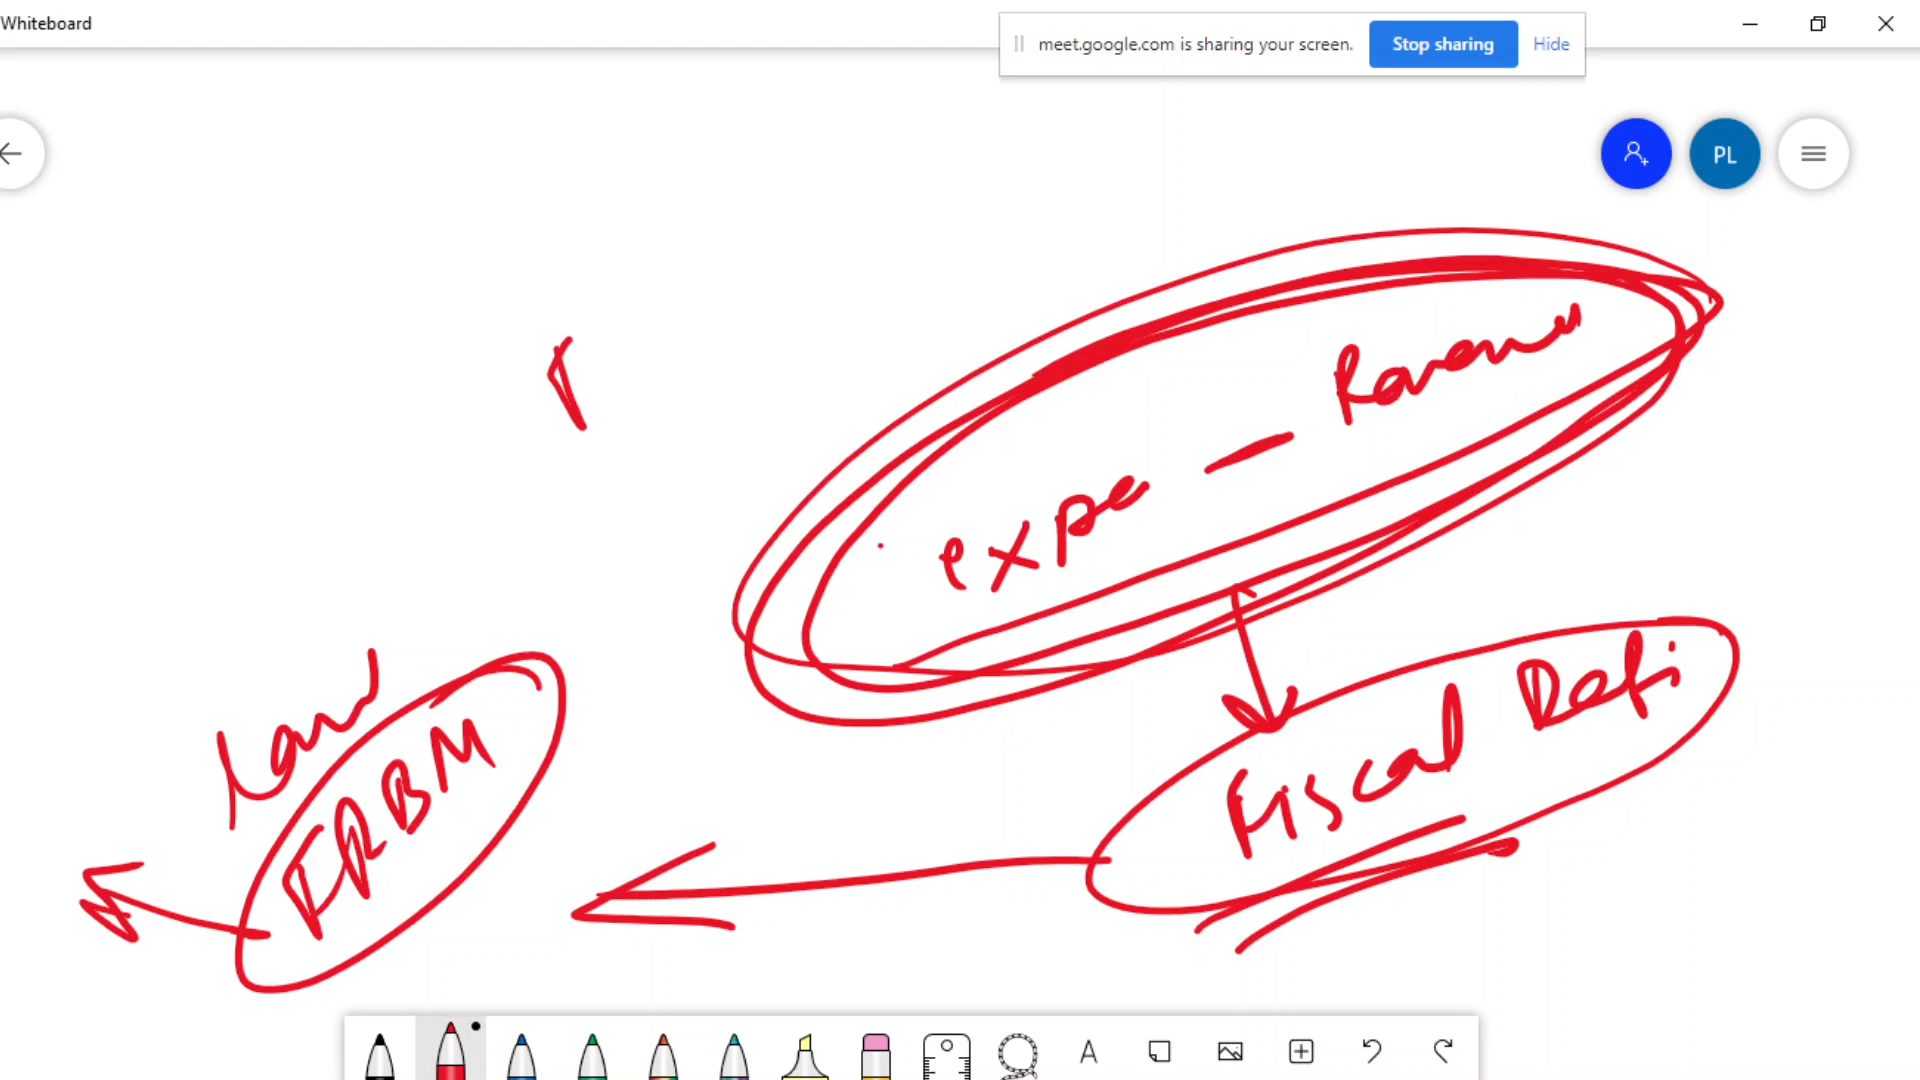 Whiteboard
meet.google.com is sharing your screen.
Stop sharing
Hide
PL
expe - Revenu
Fiscal Defi
Law
FRBM
A